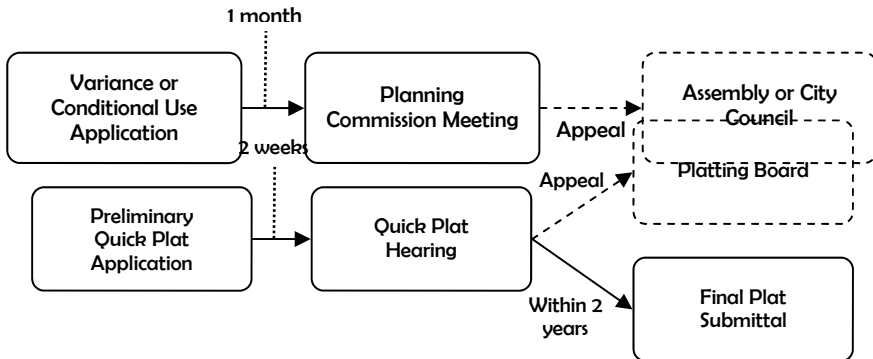 1 month
Variance or
Conditional Use
Application
Planning
Commission Meeting
Appeal
Assembly or City
Council
2 weeks
Preliminary
Quick Plat
Application
Quick Plat
Hearing
Appeal
Platting Board
Within 2
years
Final Plat
Submittal